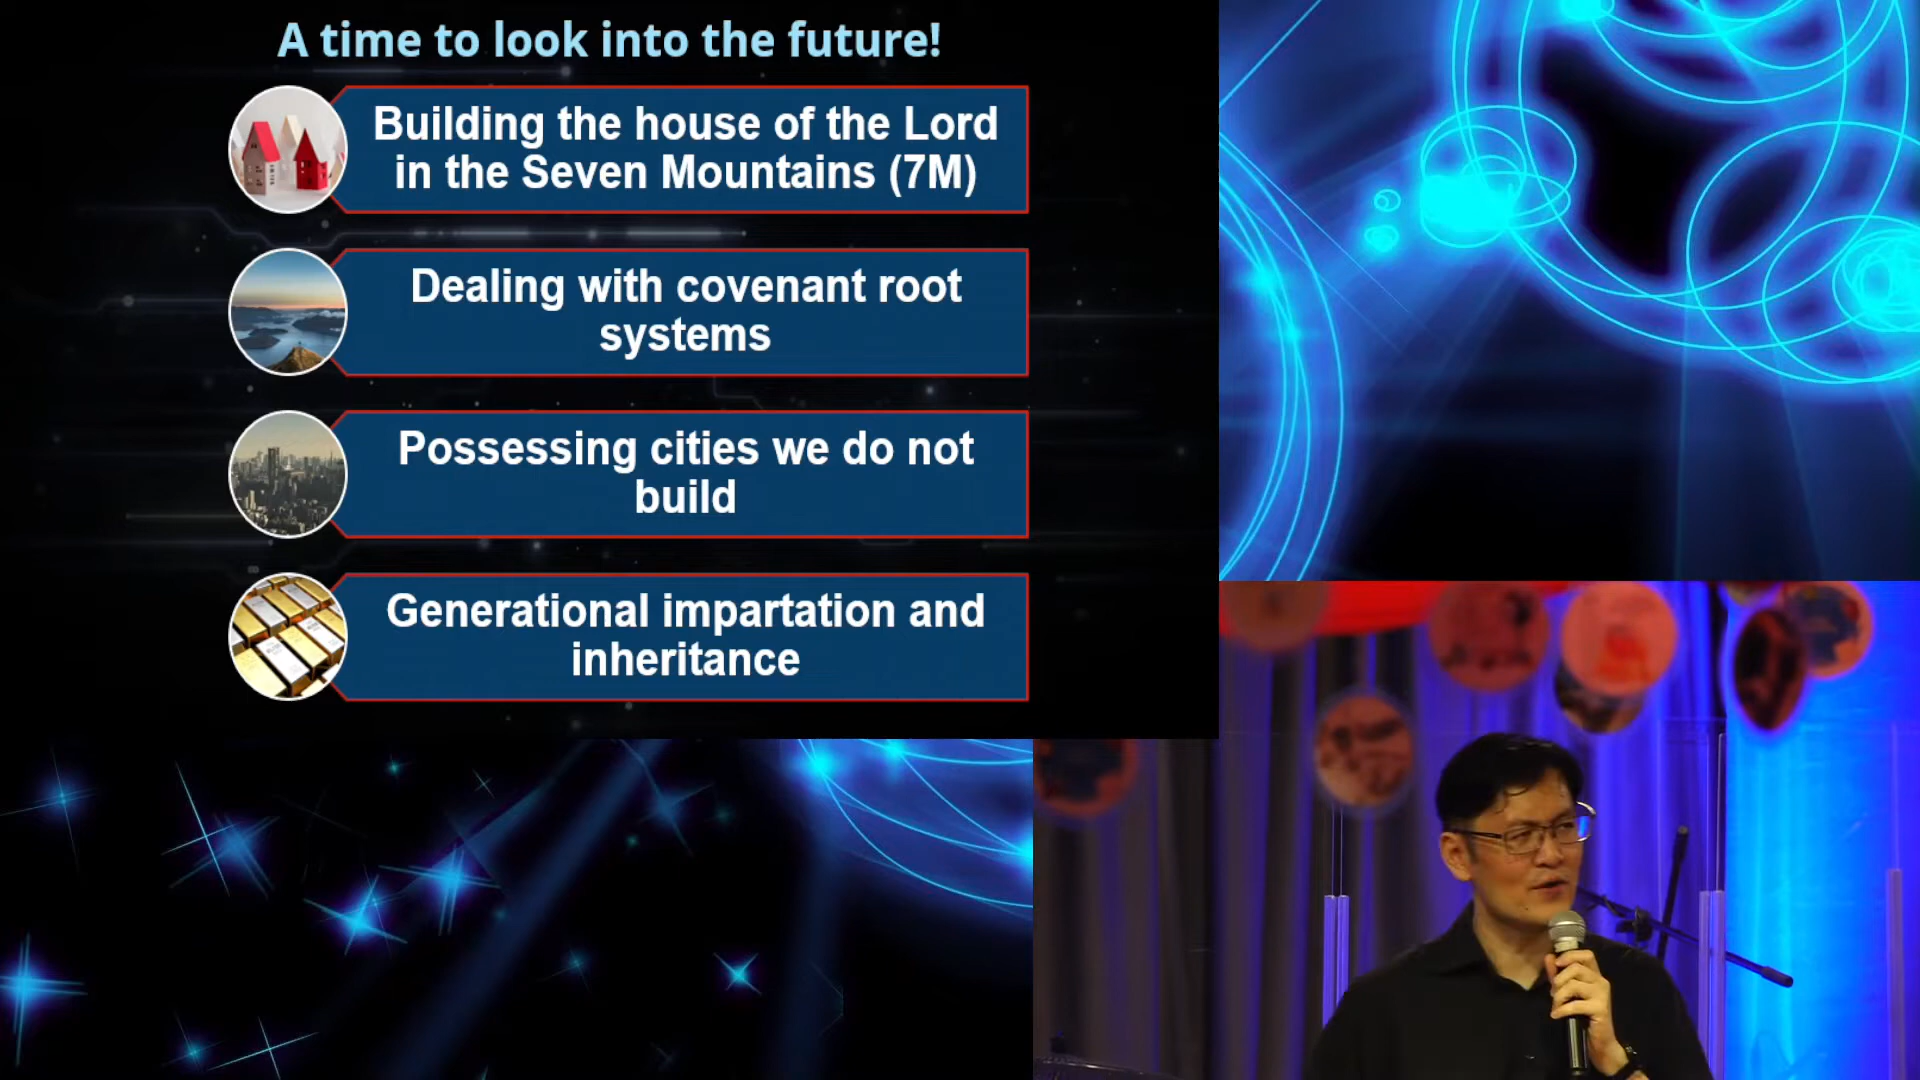 A time to look into the future!
Building the house of the Lord
in the Seven Mountains (7M)
Dealing with covenant root
systems
Possessing cities we do not
build
Generational impartation and
inheritance